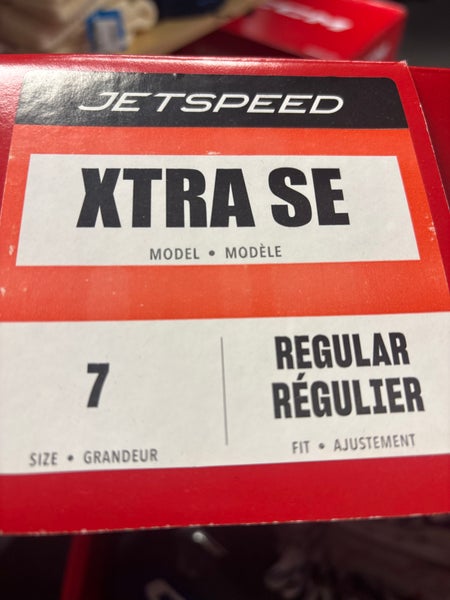 JETSPEED
XTRA SE
MODEL • MODÈLE
7
SIZE • GRANDEUR
REGULAR
RÉGULIER
FIT • AJUSTEMENT